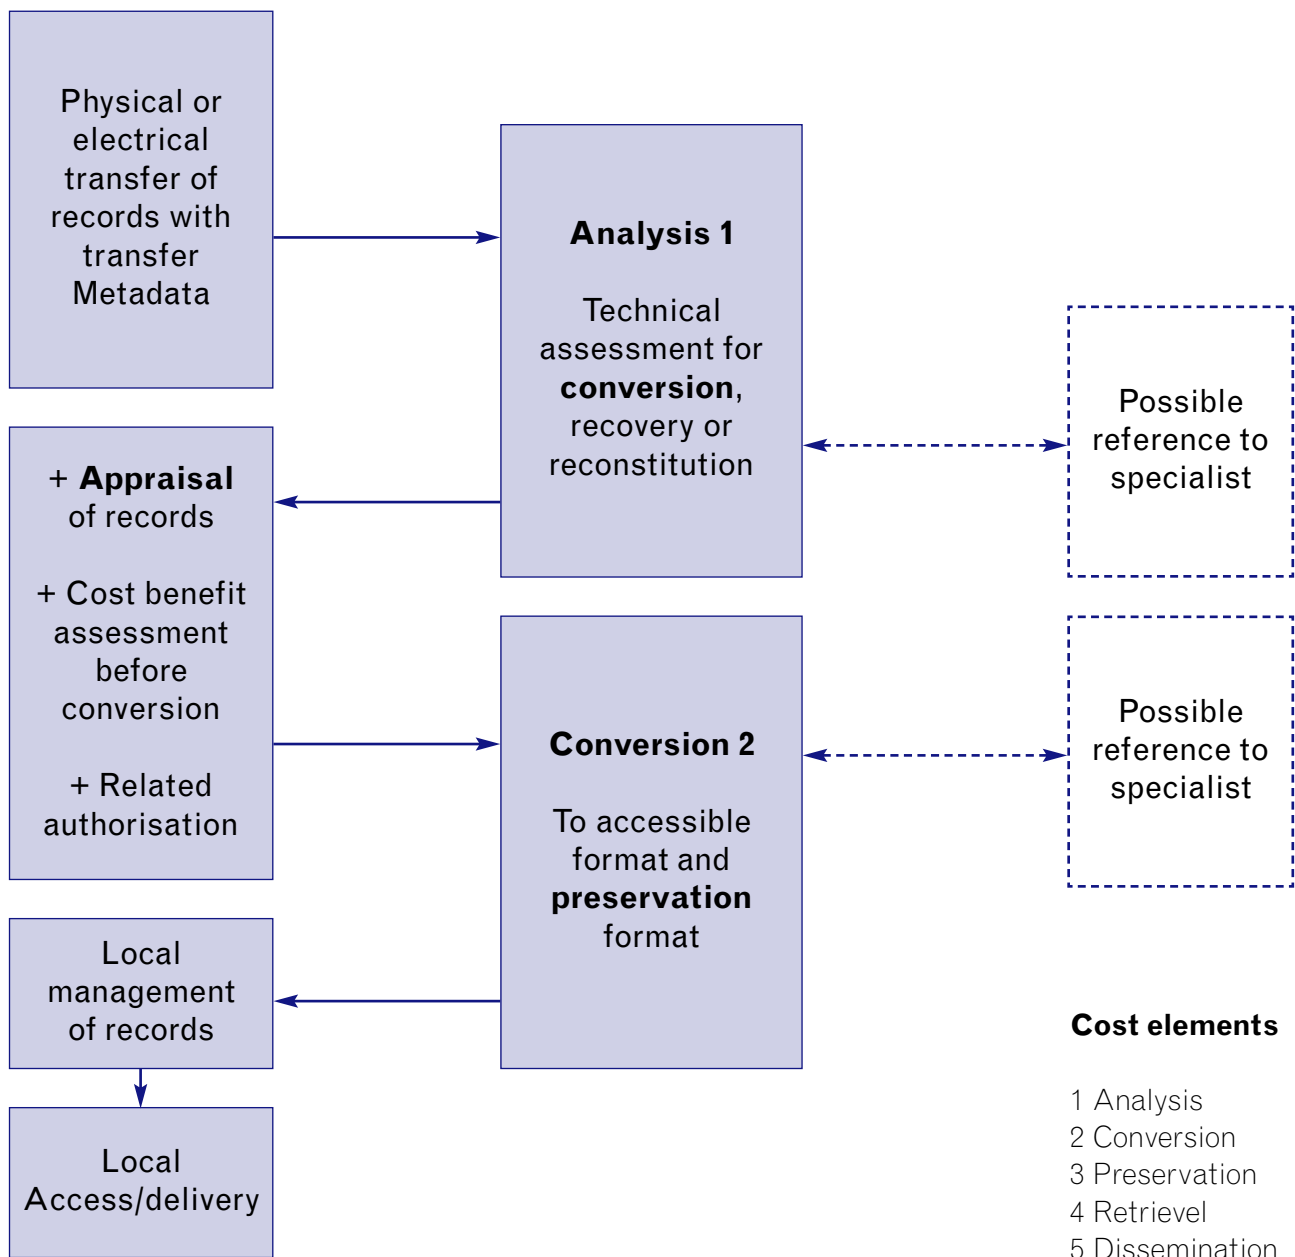 Physical or
electrical
transfer of
records with
transfer
Metadata
Analysis 1
Technical
assessment for
conversion,
recovery or
reconstitution
Possible
reference to
specialist
+ Appraisal
of records
+ Cost benefit
assessment
before
conversion
+ Related
authorisation
Conversion 2
To accessible
format and
preservation
format
Possible
reference to
specialist
Local
management
of records
Local
Access/delivery
Cost elements
1 Analysis
2 Conversion
3 Preservation
4 Retrievel
5 Dissemination